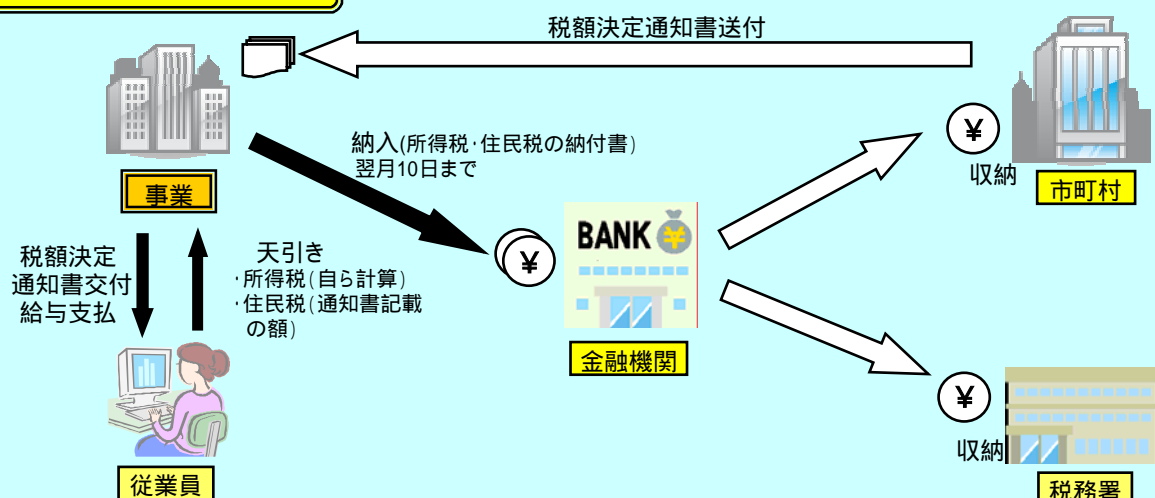 税額決定通知書送付
納入(所得税・住民税の納付書)
翌月10日まで
¥
収納
市町村
事業
BANK
¥
税額決定
通知書交付
給与支払
天引き
・所得税(自ら計算)
・住民税(通知書記載
の額)
金融機関
¥
収納
税務署
従業員